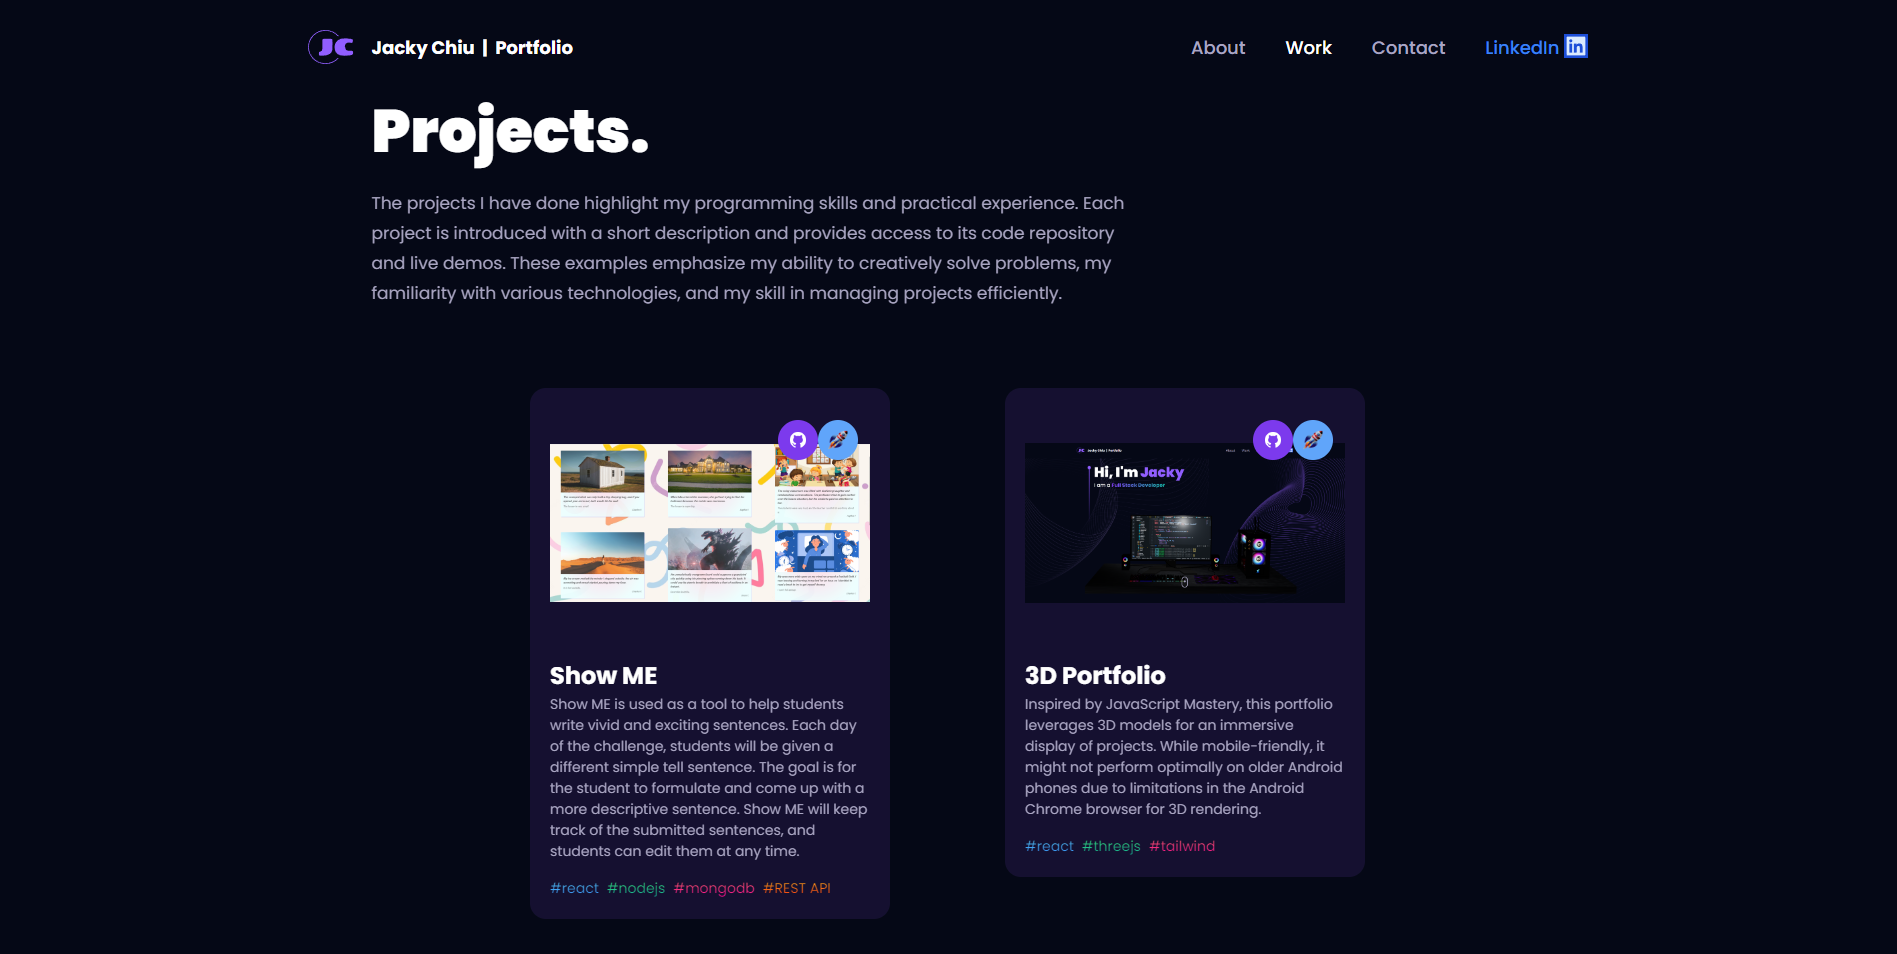 JC Jacky Chiu | Portfolio
About Work Contact LinkedIn in
Projects.
The projects I have done highlight my programming skills and practical experience. Each
project is introduced with a short description and provides access to its code repository
and live demos. These examples emphasize my ability to creatively solve problems, my
familiarity with various technologies, and my skill in managing projects efficiently.
Jacky Chiu | Portfolio
Hi, I'm Jacky
I am a Full Stack Developer
Show ME
Show ME is used as a tool to help students
write vivid and exciting sentences. Each day
of the challenge, students will be given a
different simple tell sentence. The goal is for
the student to formulate and come up with a
more descriptive sentence. Show ME will keep
track of the submitted sentences, and
students can edit them at any time.
#react #nodejs #mongodb #REST API
3D Portfolio
Inspired by JavaScript Mastery, this portfolio
leverages 3D models for an immersive
display of projects. While mobile-friendly, it
might not perform optimally on older Android
phones due to limitations in the Android
Chrome browser for 3D rendering.
#react #threejs #tailwind